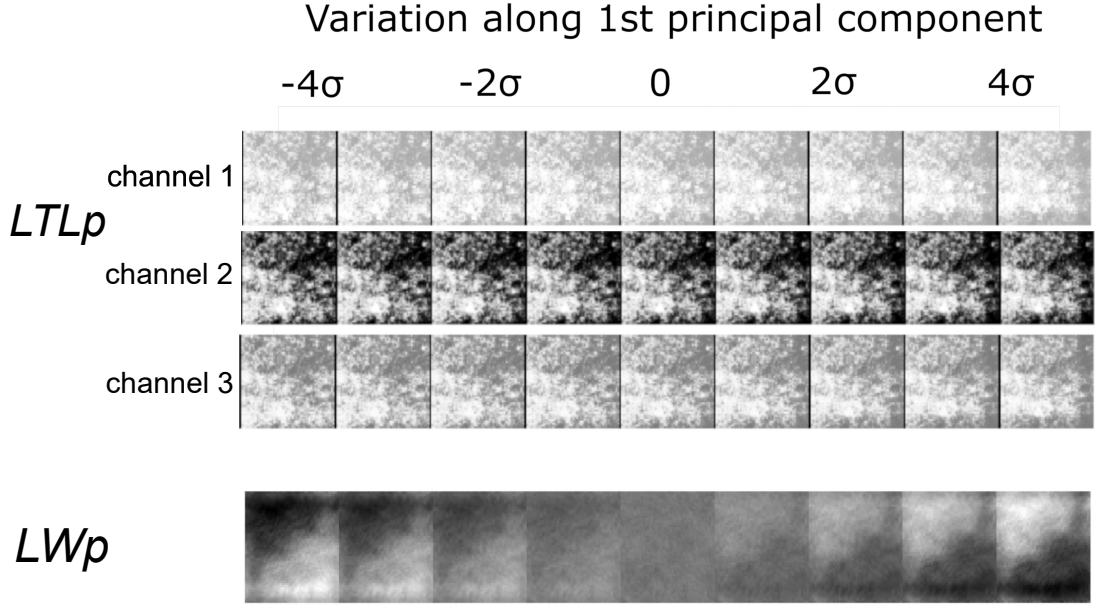 Variation along 1st principal component
-4σ -2σ 0 2σ 4σ
channel 1
LTLp
channel 2
channel 3
LWp